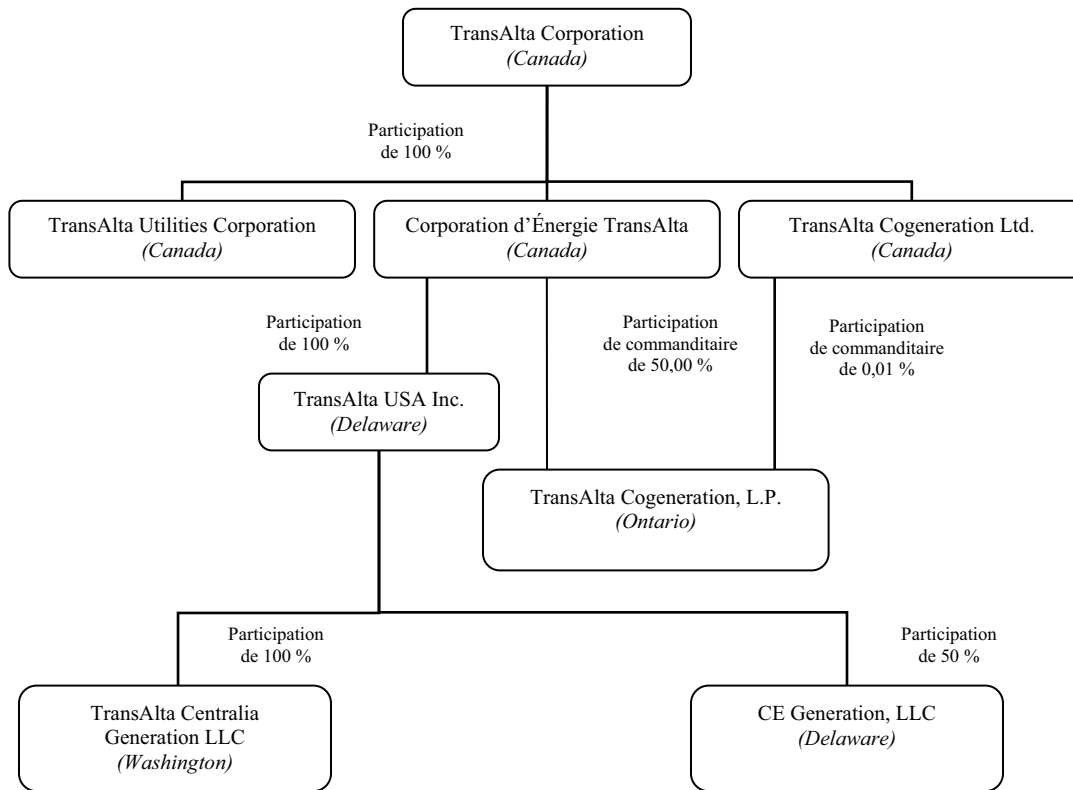 TransAlta Corporation
(Canada)
Participation
de 100 %
TransAlta Utilities Corporation
(Canada)
Corporation d’Énergie TransAlta
(Canada)
TransAlta Cogeneration Ltd.
(Canada)
Participation
de 100 %
Participation
de commanditaire
de 50,00 %
Participation
de commanditaire
de 0,01 %
TransAlta USA Inc.
(Delaware)
TransAlta Cogeneration, L.P.
(Ontario)
Participation
de 100 %
Participation
de 50 %
TransAlta Centralia
Generation LLC
(Washington)
CE Generation, LLC
(Delaware)